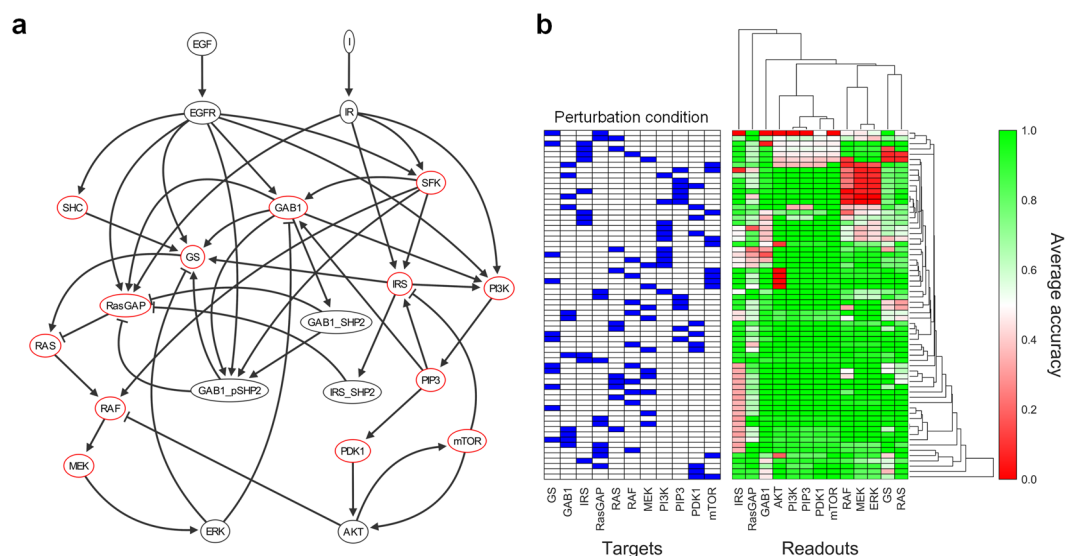 a
EGF
I
EGFR
IR
SFK
SHC
GAB1
GS
IRS
PI3K
RasGAP
GAB1_SHP2
RAS
PIP3
GAB1_pSHP2
IRS_SHP2
RAF
mTOR
PDK1
MEK
ERK
AKT
b
Perturbation condition
GS
GAB1
IRS
RasGAP
RAS
RAF
MEK
PI3K
PIP3
PDK1
mTOR
Targets
IRS
RasGAP
GAB1
AKT
PI3K
PIP3
PDK1
mTOR
RAF
MEK
ERK
GS
RAS
Readouts
1.0
0.8
0.6
0.4
0.2
0.0
Average accuracy